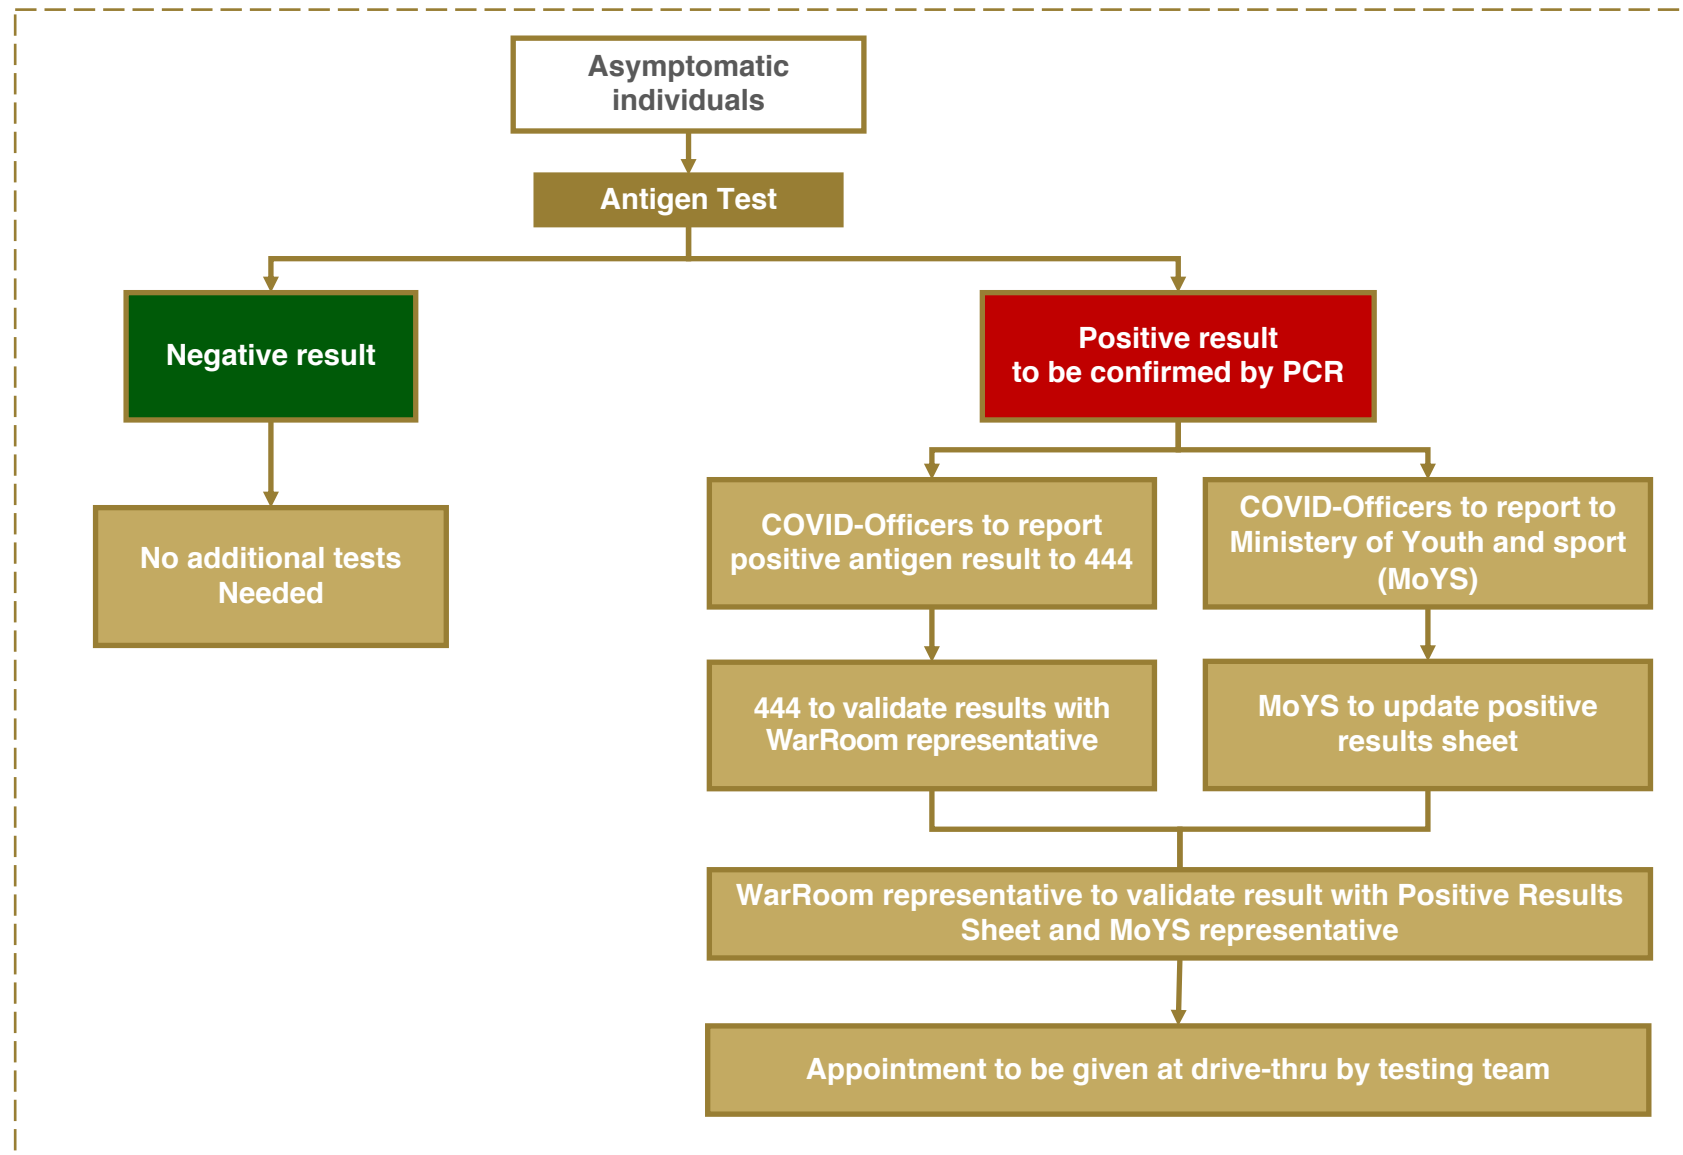 Asymptomatic
individuals
Antigen Test
Negative result
Positive result
to be confirmed by PCR
No additional tests
Needed
COVID-Officers to report
positive antigen result to 444
COVID-Officers to report to
Ministery of Youth and sport
(MoYS)
444 to validate results with
WarRoom representative
MoYS to update positive
results sheet
WarRoom representative to validate result with Positive Results
Sheet and MoYS representative
Appointment to be given at drive-thru by testing team